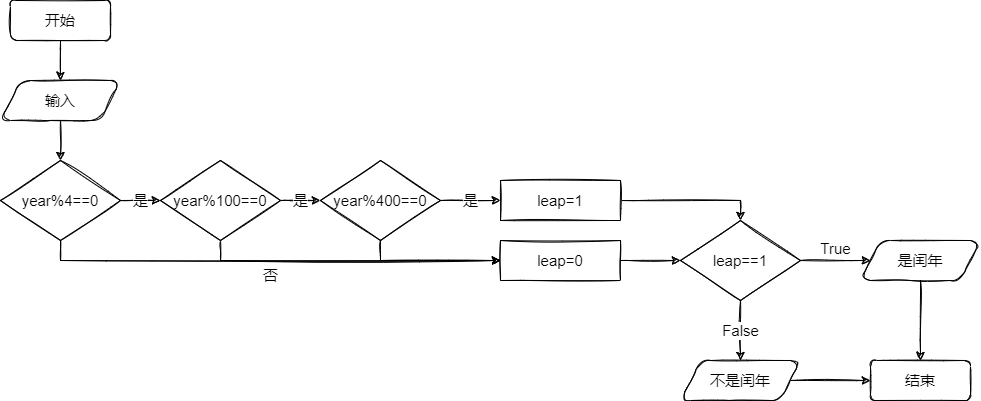 开始
输入
year%4==0
是
year%100==0
是
year%400==0
是
leap=1
否
leap=0
leap==1
True
是闰年
False
不是闰年
结束